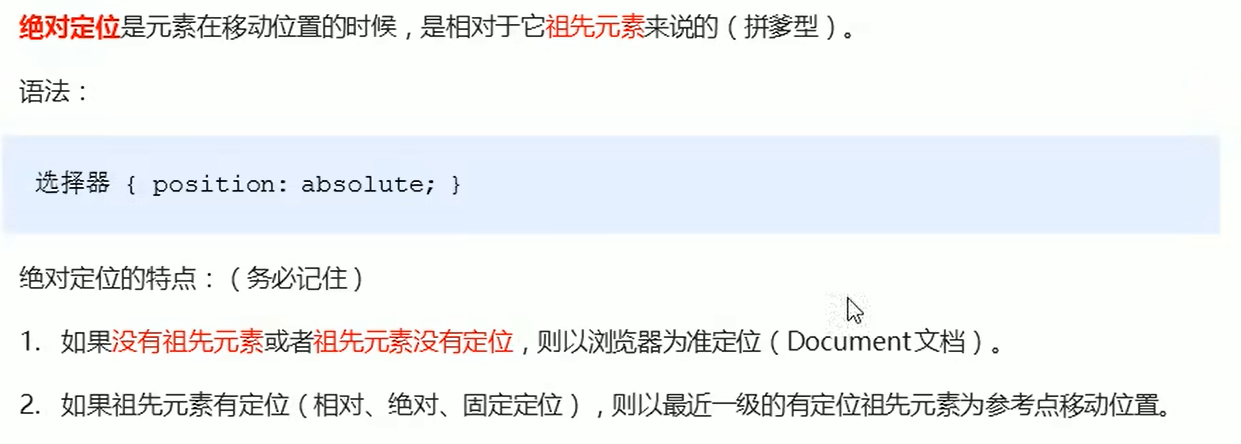 绝对定位是元素在移动位置的时候，是相对于它祖先元素来说的（拼爹型）。
语法：
选择器 { position: absolute; }
绝对定位的特点：（务必记住）
1. 如果没有祖先元素或者祖先元素没有定位，则以浏览器为准定位（Document文档）。
2. 如果祖先元素有定位（相对、绝对、固定定位），则以最近一级的有定位祖先元素为参考点移动位置。